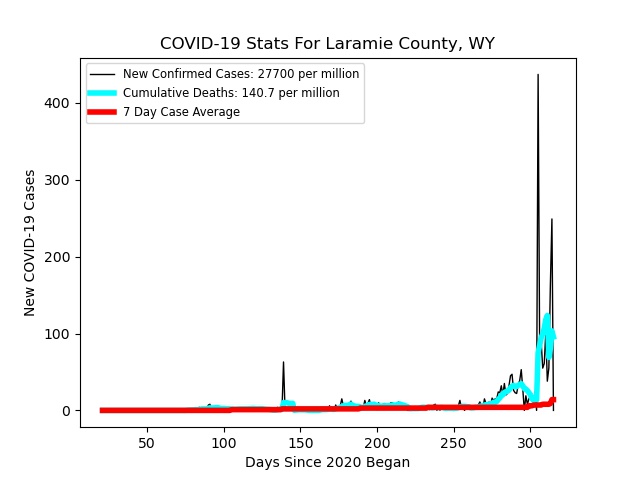 COVID-19 Stats For Laramie County, WY
New Confirmed Cases: 27700 per million
Cumulative Deaths: 140.7 per million
7 Day Case Average
New COVID-19 Cases
400
300
200
100
0
50 100 150 200 250 300
Days Since 2020 Began